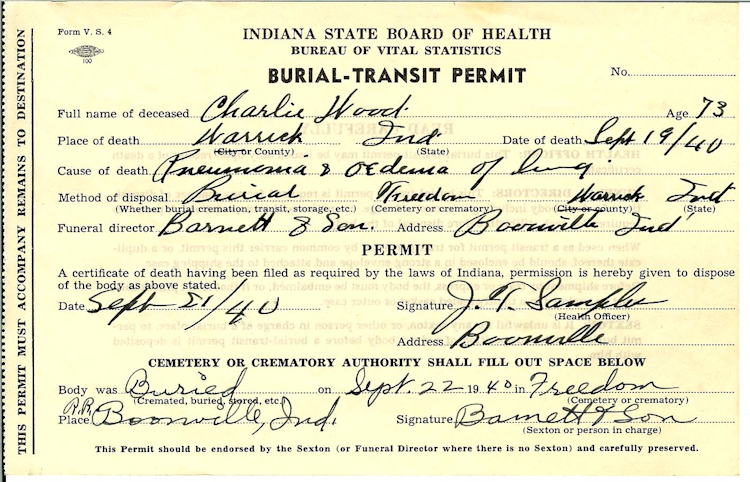 Form V. S. 4
100
INDIANA STATE BOARD OF HEALTH
BUREAU OF VITAL STATISTICS
BURIAL-TRANSIT PERMIT
No.
Full name of deceased Charlie Wood. Age 73
Place of death Warrick Ind. Date of death Sept 19/40
(City or County) (State)
Cause of death Pneumonia & Oedema of lung
Method of disposal Burial Freedom Warrick Ind
(Whether burial cremation, transit, storage, etc.) (Cemetery or crematory) (City or county) (State)
Funeral director Barnett & Son. Address Boonville Ind
PERMIT
A certificate of death having been filed as required by the laws of Indiana, permission is hereby given to dispose
of the body as above stated.
Date Sept 21/40 Signature J. T. Samples
(Health Officer)
Address Boonville
CEMETERY OR CREMATORY AUTHORITY SHALL FILL OUT SPACE BELOW
Body was Buried on Sept. 22 1940 in Freedom
(Cremated, buried, stored, etc.) (Cemetery or crematory)
R.R.
Place Boonville, Ind. Signature Barnett & Son
(Sexton or person in charge)
This Permit should be endorsed by the Sexton (or Funeral Director where there is no Sexton) and carefully preserved.
THIS PERMIT MUST ACCOMPANY REMAINS TO DESTINATION